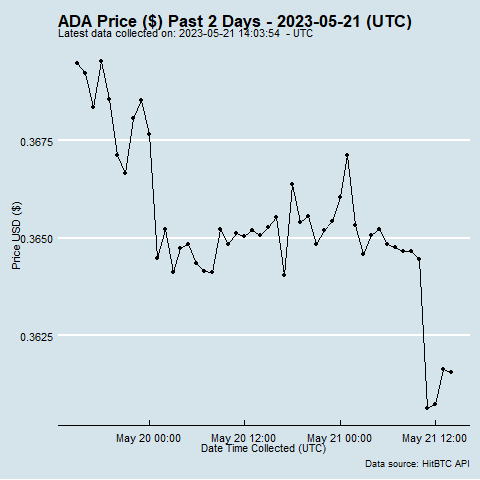 ADA Price ($) Past 2 Days - 2023-05-21 (UTC)
Latest data collected on: 2023-05-21 14:03:54 - UTC
0.3675
0.3650
0.3625
Price USD ($)
May 20 00:00
May 20 12:00
May 21 00:00
May 21 12:00
Date Time Collected (UTC)
Data source: HitBTC API